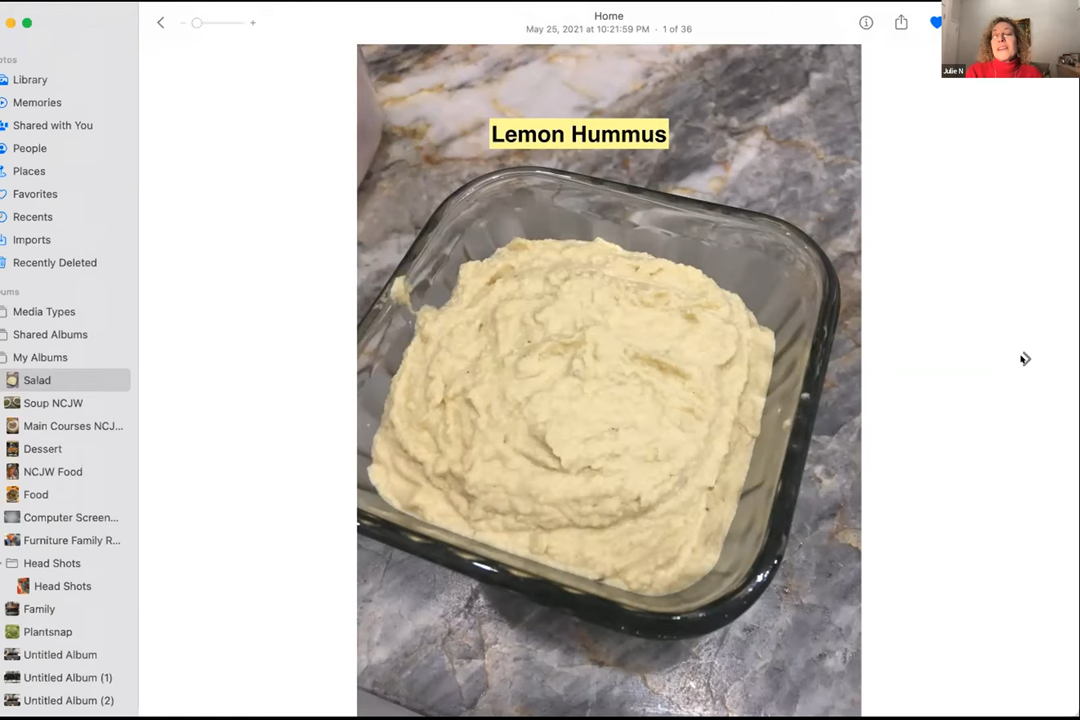 Home
May 25, 2021 at 10:21:59 PM · 1 of 36
Julie N
otos
Library
Memories
Shared with You
People
Places
Favorites
Recents
Imports
Recently Deleted
ums
Media Types
Shared Albums
My Albums
Salad
Soup NCJW
Main Courses NCJ...
Dessert
NCJW Food
Food
Computer Screen...
Furniture Family R...
Head Shots
Head Shots
Family
Plantsnap
Untitled Album
Untitled Album (1)
Untitled Album (2)
Lemon Hummus